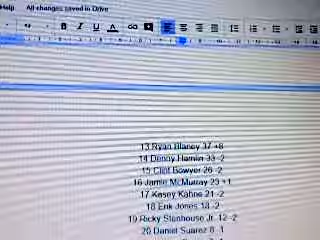 Help All changes saved in Drive
B I U A
13 Ryan Blaney 37 +8
14 Denny Hamlin 33 -2
15 Clint Bowyer 26 -2
16 Jamie McMurray 23 +1
17 Kasey Kahne 21 -2
18 Erik Jones 18 -2
19 Ricky Stenhouse Jr. 12 -2
20 Daniel Suarez 8 -1